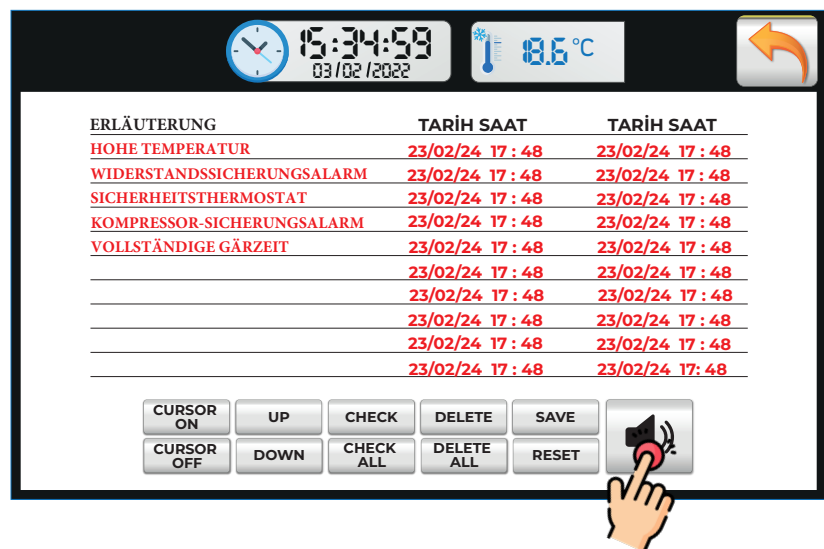 15:34:59
03/02/2022
18.6 °C
ERLÄUTERUNG TARİH SAAT TARİH SAAT
HOHE TEMPERATUR 23/02/24 17 : 48 23/02/24 17 : 48
WIDERSTANDSSICHERUNGSALARM 23/02/24 17 : 48 23/02/24 17 : 48
SICHERHEITSTHERMOSTAT 23/02/24 17 : 48 23/02/24 17 : 48
KOMPRESSOR-SICHERUNGSALARM 23/02/24 17 : 48 23/02/24 17 : 48
VOLLSTÄNDIGE GÄRZEIT 23/02/24 17 : 48 23/02/24 17 : 48
23/02/24 17 : 48 23/02/24 17 : 48
23/02/24 17 : 48 23/02/24 17 : 48
23/02/24 17 : 48 23/02/24 17 : 48
23/02/24 17 : 48 23/02/24 17 : 48
23/02/24 17 : 48 23/02/24 17: 48
CURSOR ON UP CHECK DELETE SAVE
CURSOR OFF DOWN CHECK ALL DELETE ALL RESET